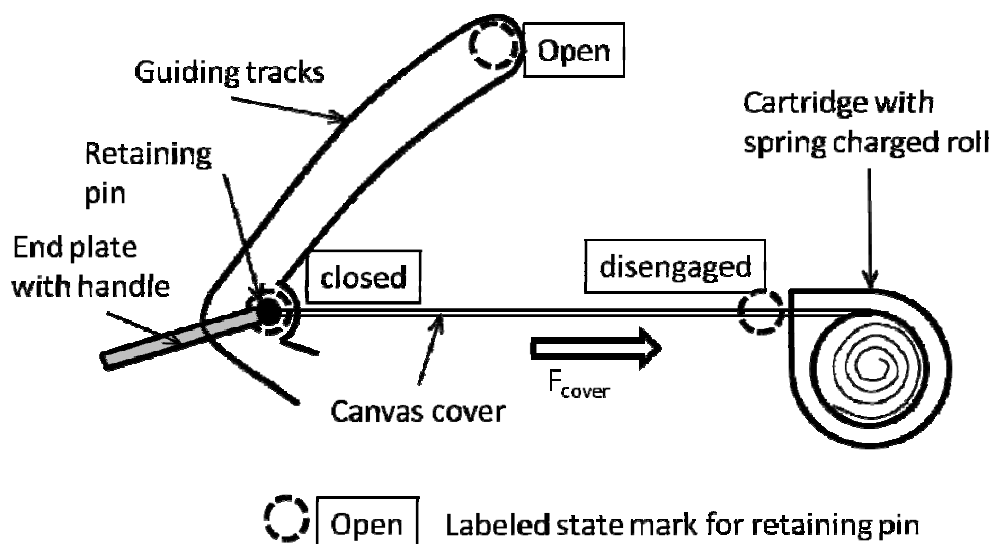 Open
Guiding tracks
Cartridge with
spring charged roll
Retaining
pin
End plate
with handle
closed
disengaged
Fcover
Canvas cover
Open
Labeled state mark for retaining pin